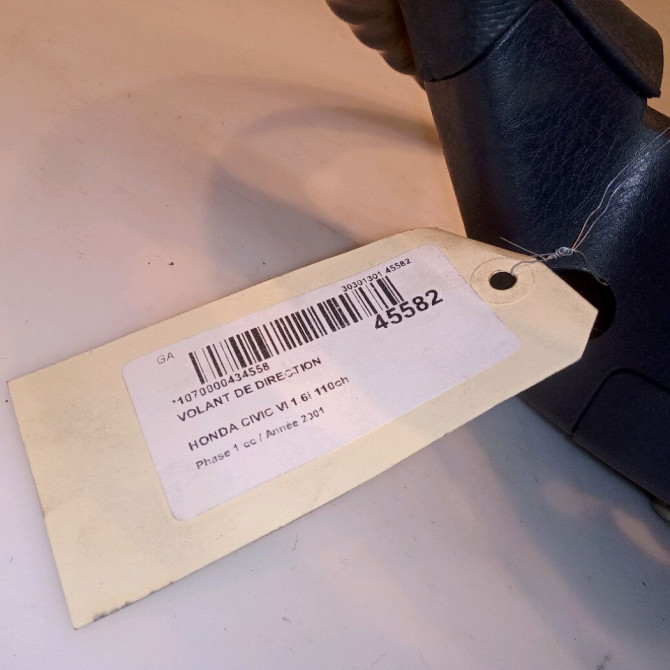 30301301 45582
GA
45582
*1070000434558
VOLANT DE DIRECTION
HONDA CIVIC VI 1.6i 110ch
Phase 1 cc / Année 2001